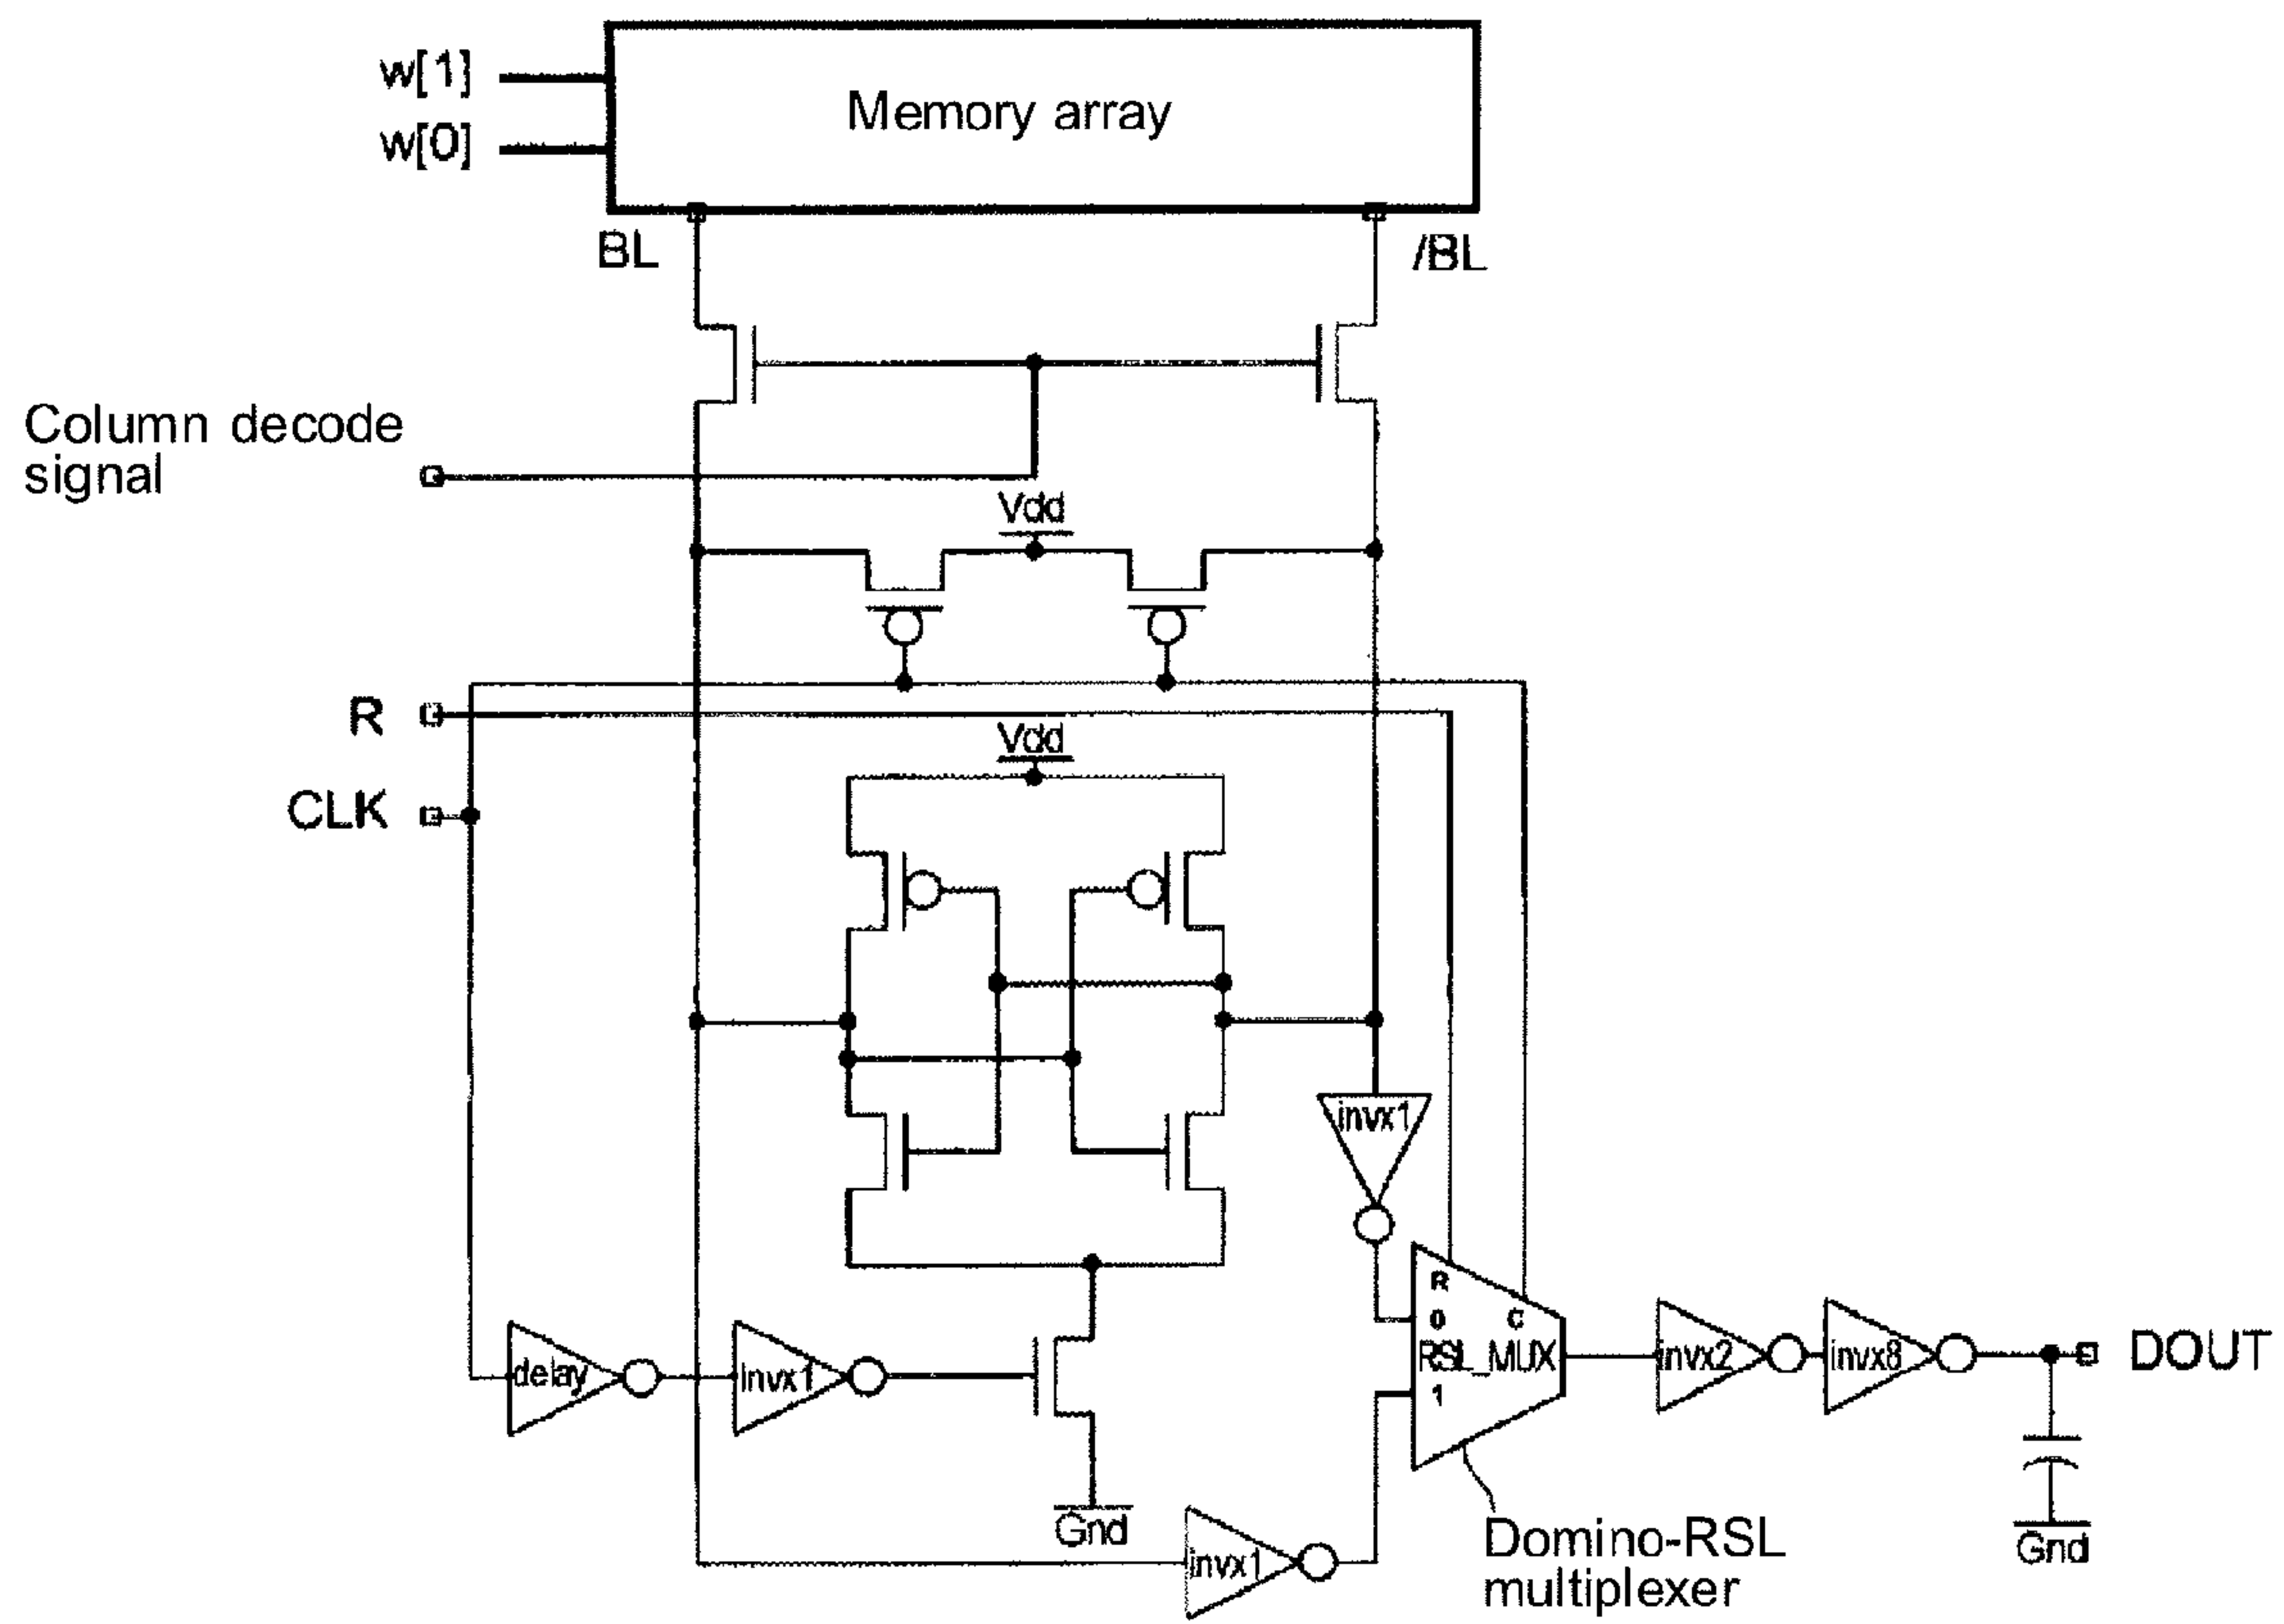 w[1]
Memory array
w[0]
BL
/BL
Column decode
signal
Vdd
R
Vdd
CLK
invx1
R
0
C
RSL_MUX
1
invx2
invx8
DOUT
delay
invx1
Gnd
invx1
Domino-RSL
multiplexer
Gnd